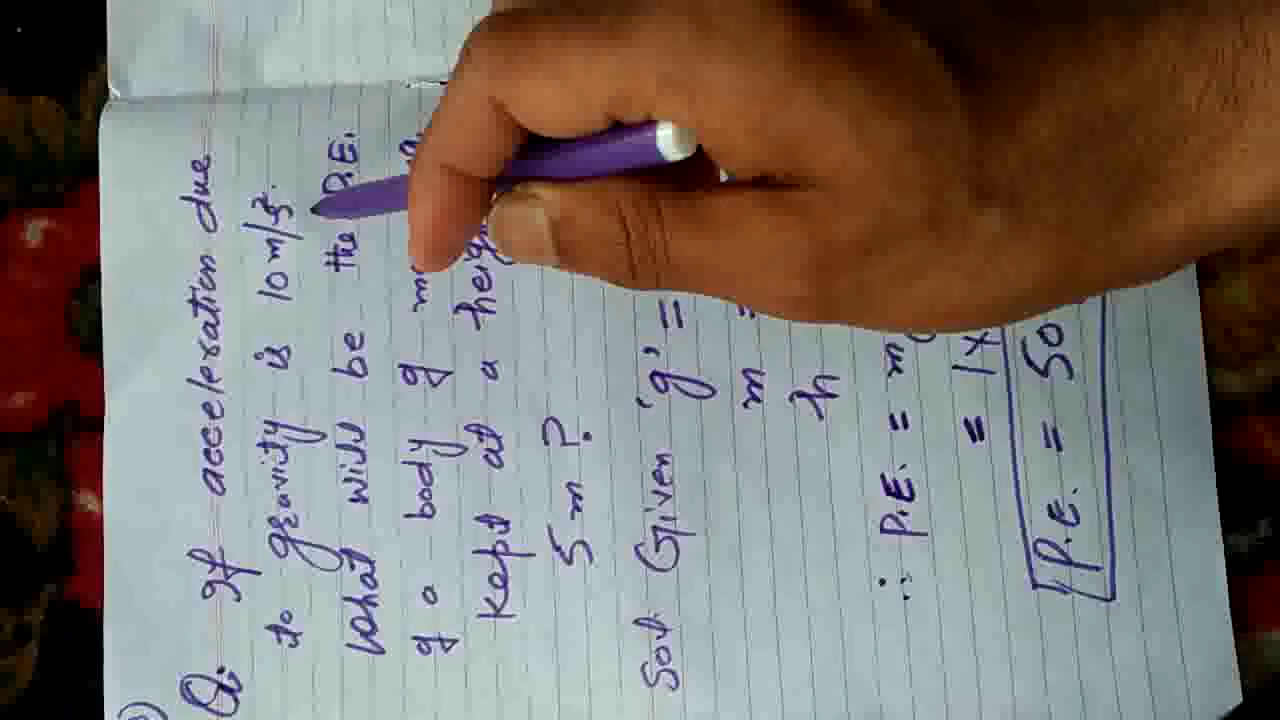 Q: If acceleration due
to gravity is 10 m/s².
What will be the P.E.
of a body of
kept at a
5 m?
Sol. Given 'g' =
m =
h
∴ P.E. = m
= 1×
P.E. = 50